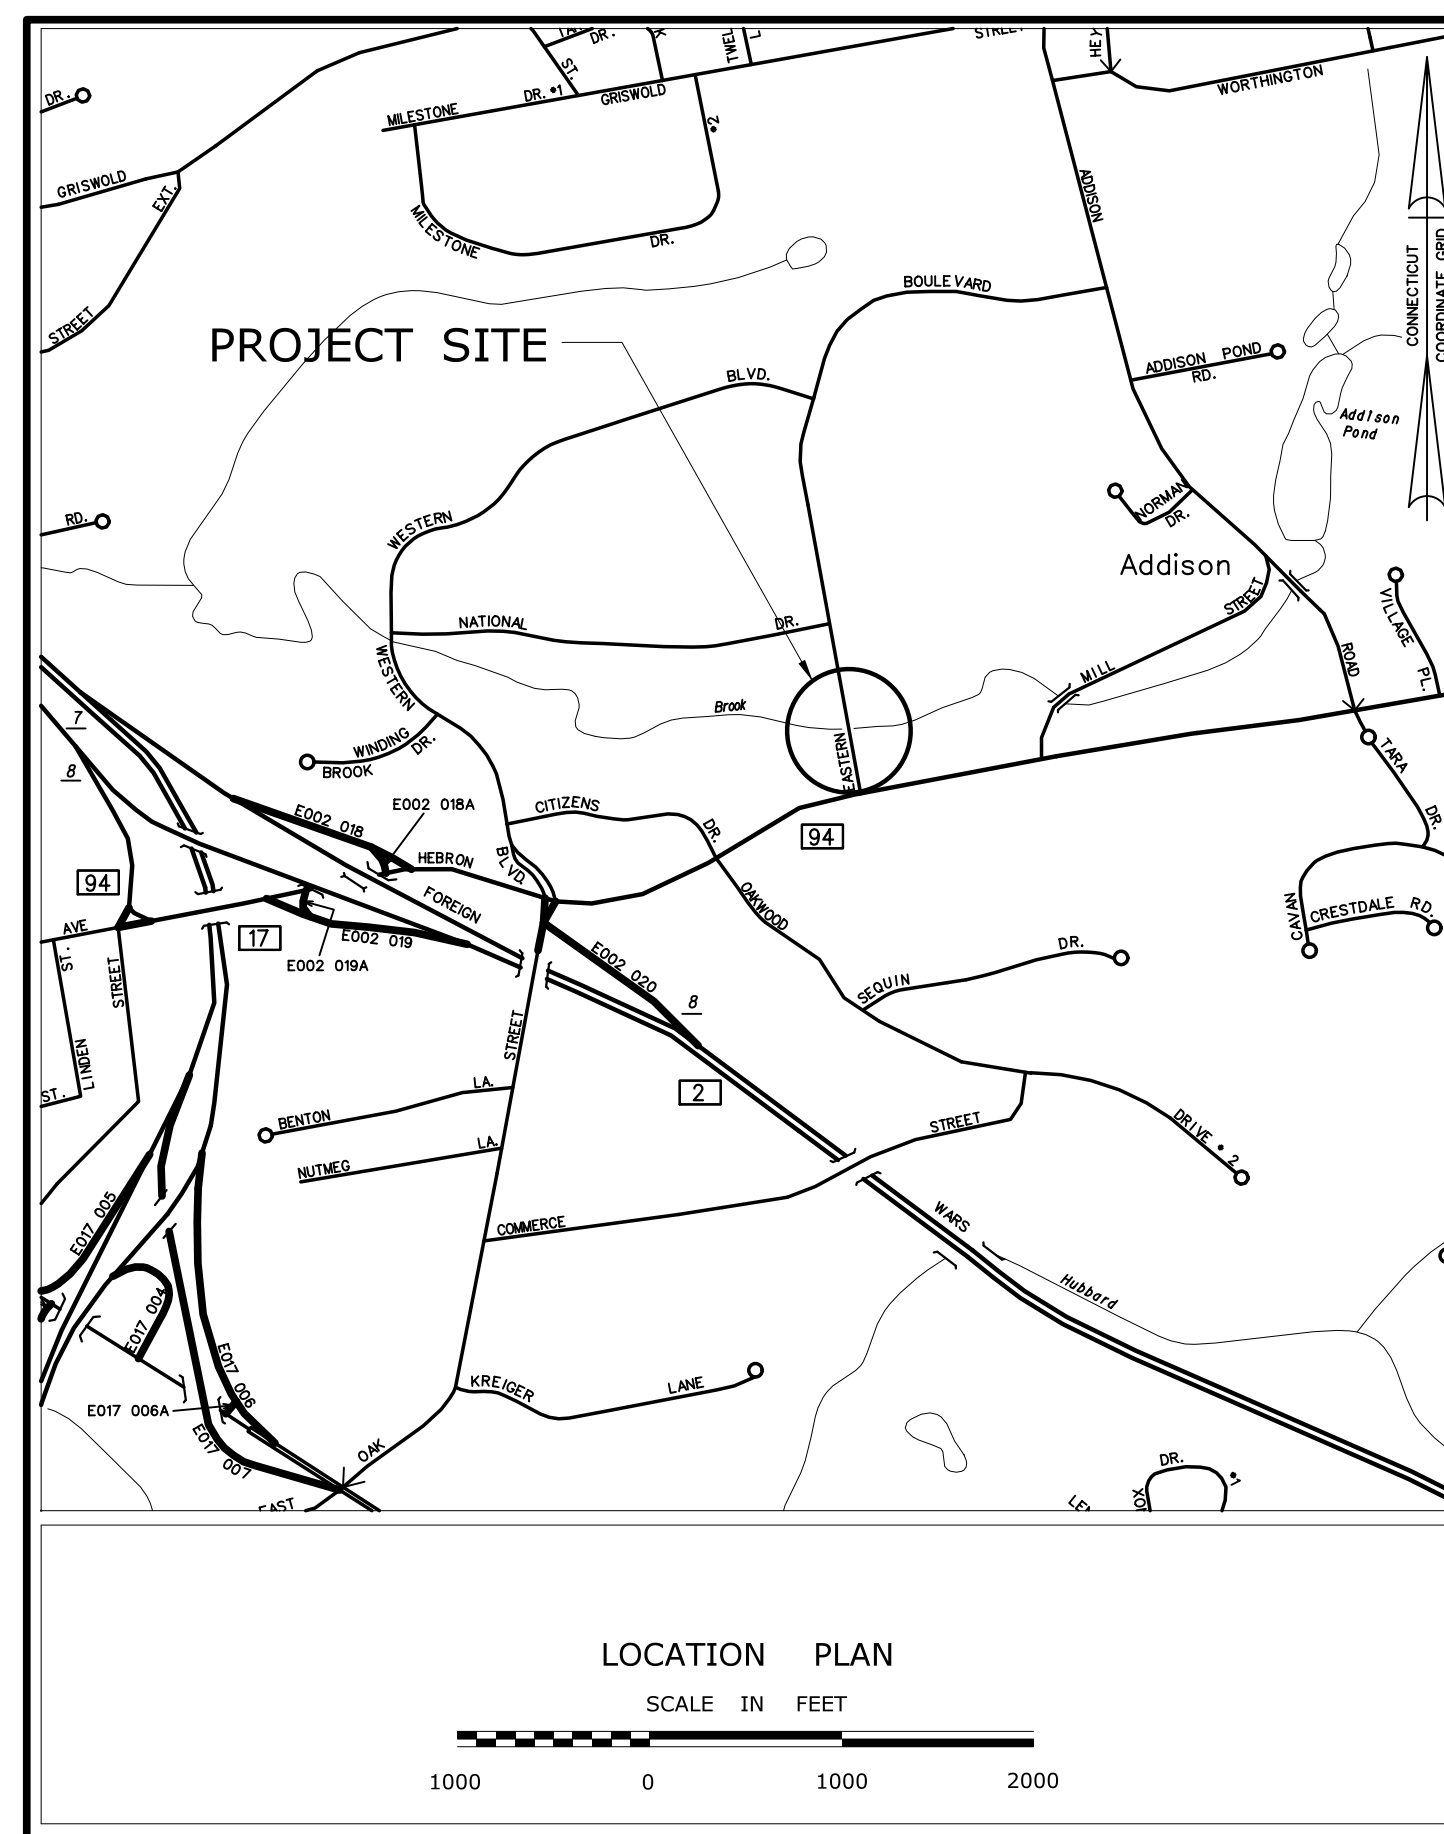 DR.
ST.
DR.
STREET
HEY
WORTHINGTON
DR. *1
GRISWOLD
MILESTONE
*2
GRISWOLD
EXT.
ADDISON
MILESTONE
DR.
CONNECTICUT
COORDINATE GRID
BOULEVARD
STREET
PROJECT SITE
ADDISON POND
RD.
BLVD.
Addison
Pond
NORMAN
DR.
RD.
WESTERN
Addison
STREET
VILLAGE
PL.
NATIONAL
DR.
WESTERN
ROAD
MILL
Brook
7
WINDING
DR.
BROOK
EASTERN
TARA
DR.
8
E002 018A
CITIZENS
DR.
E002 018
94
HEBRON
BLVD.
94
FOREIGN
OAKWOOD
CAVAN
CRESTDALE RD.
AVE
17
E002 019
E002 019A
ST.
STREET
E002 020
8
SEQUIN
DR.
LINDEN
ST.
STREET
2
LA.
BENTON
LA.
NUTMEG
STREET
DRIVE * 2
COMMERCE
WARS
E017 005
Hubbard
E017 004
E017 006
KREIGER
LANE
E017 006A
E017 007
OAK
EAST
DR.
*1
LOCATION PLAN
SCALE IN FEET
1000 0 1000 2000